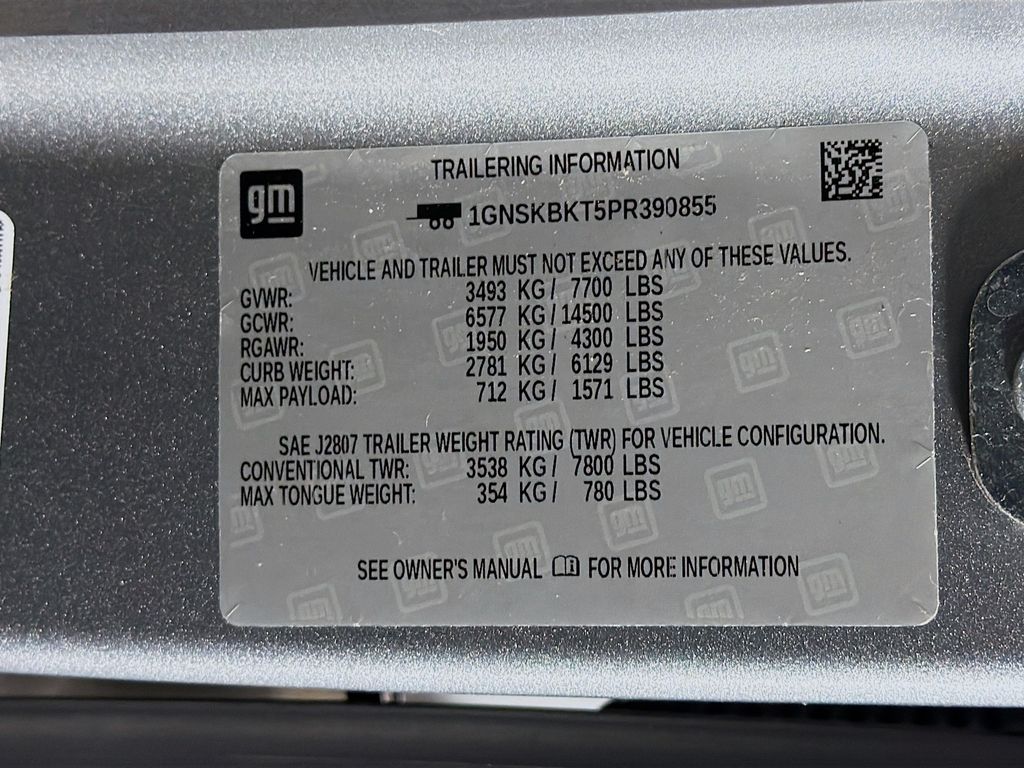 gm
TRAILERING INFORMATION
1GNSKBKT5PR390855
VEHICLE AND TRAILER MUST NOT EXCEED ANY OF THESE VALUES.
GVWR: 3493 KG / 7700 LBS
GCWR: 6577 KG / 14500 LBS
RGAWR: 1950 KG / 4300 LBS
CURB WEIGHT: 2781 KG / 6129 LBS
MAX PAYLOAD: 712 KG / 1571 LBS
SAE J2807 TRAILER WEIGHT RATING (TWR) FOR VEHICLE CONFIGURATION.
CONVENTIONAL TWR: 3538 KG / 7800 LBS
MAX TONGUE WEIGHT: 354 KG / 780 LBS
SEE OWNER'S MANUAL FOR MORE INFORMATION